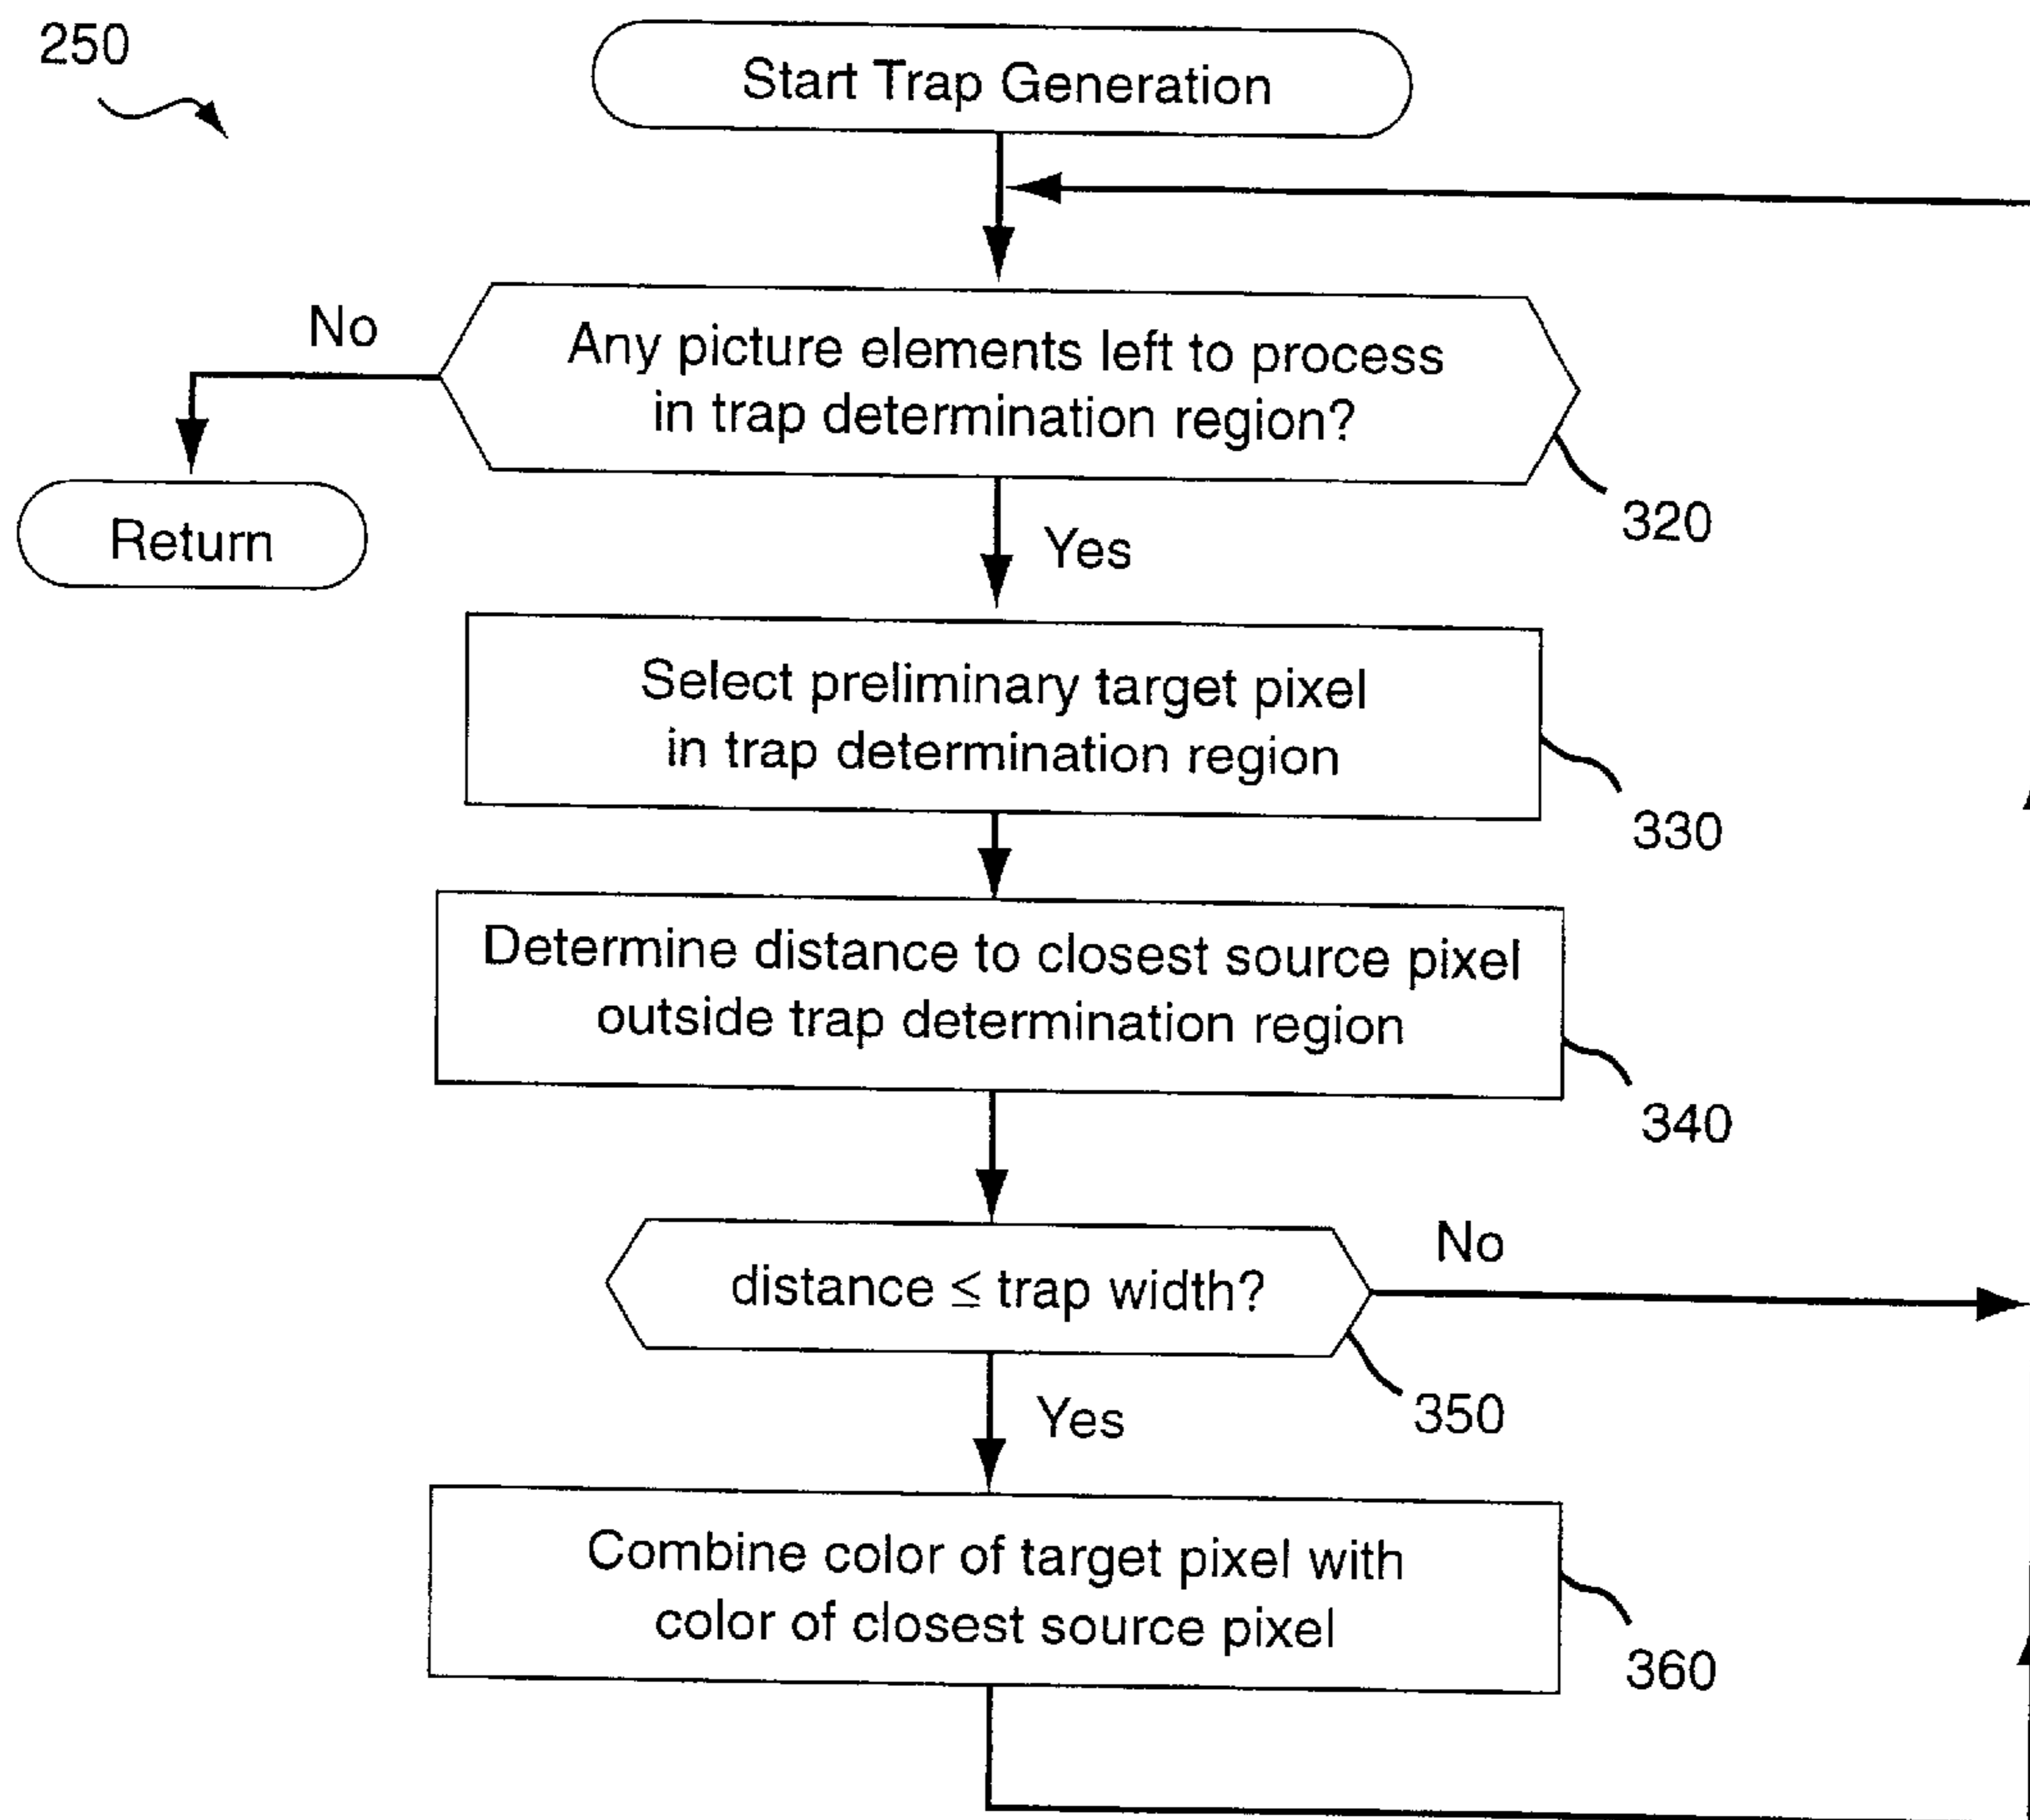 250
Start Trap Generation
No
Any picture elements left to process
in trap determination region?
320
Return
Yes
Select preliminary target pixel
in trap determination region
330
Determine distance to closest source pixel
outside trap determination region
340
No
distance ≤ trap width?
350
Yes
Combine color of target pixel with
color of closest source pixel
360